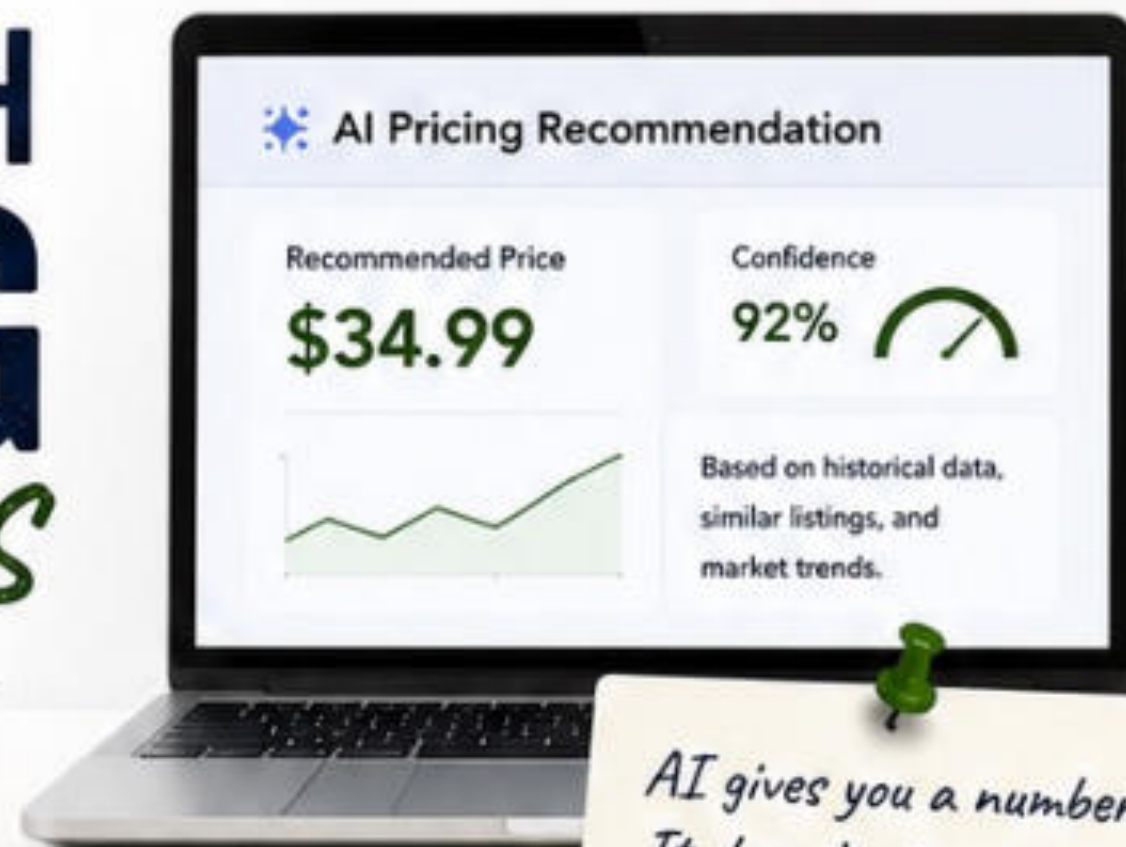 AI Pricing Recommendation
Recommended Price
$34.99
Confidence
92%
Based on historical data,
similar listings, and
market trends.
AI gives you a number